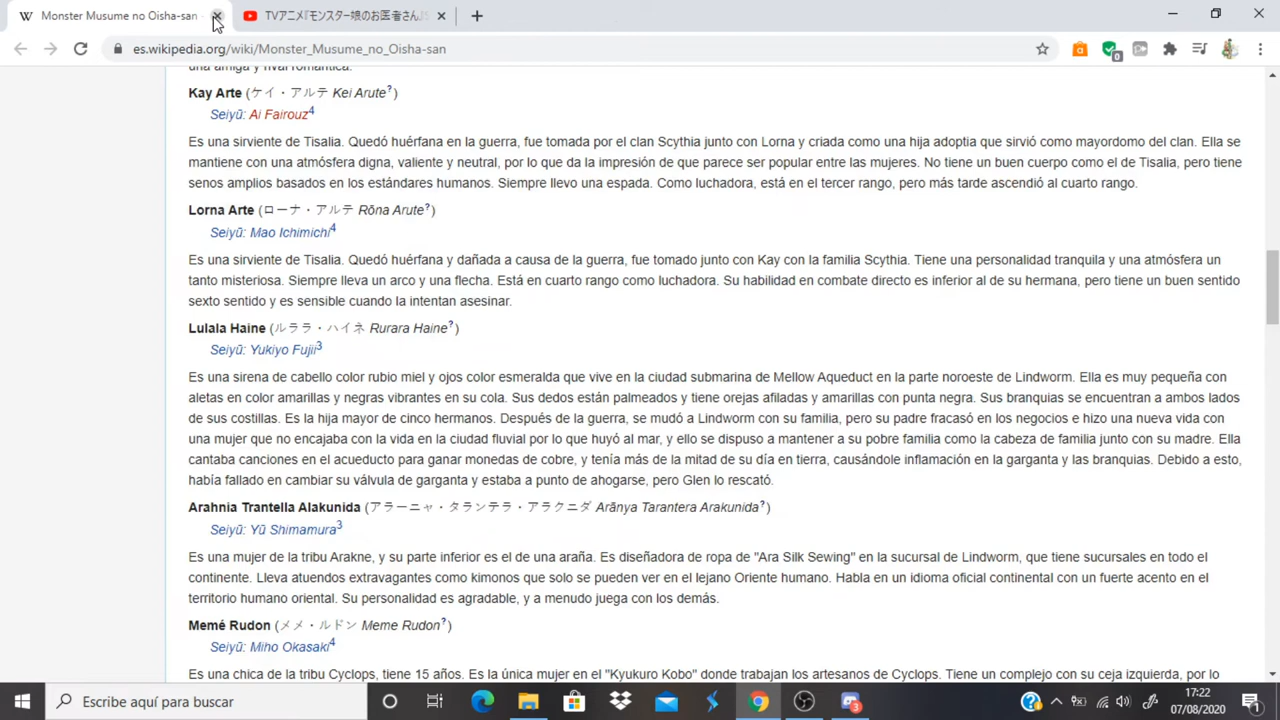 Monster Musume no Oisha-san -
TVアニメ『モンスター娘のお医者さん』
es.wikipedia.org/wiki/Monster_Musume_no_Oisha-san
0
una amiga y rival romántica.
Kay Arte (ケイ・アルテ Kei Arute?)
Seiyū: Ai Fairouz4
Es una sirviente de Tisalia. Quedó huérfana en la guerra, fue tomada por el clan Scythia junto con Lorna y criada como una hija adoptia que sirvió como mayordomo del clan. Ella se
mantiene con una atmósfera digna, valiente y neutral, por lo que da la impresión de que parece ser popular entre las mujeres. No tiene un buen cuerpo como el de Tisalia, pero tiene
senos amplios basados en los estándares humanos. Siempre llevo una espada. Como luchadora, está en el tercer rango, pero más tarde ascendió al cuarto rango.
Lorna Arte (ローナ・アルテ Rōna Arute?)
Seiyū: Mao Ichimichi4
Es una sirviente de Tisalia. Quedó huérfana y dañada a causa de la guerra, fue tomado junto con Kay con la familia Scythia. Tiene una personalidad tranquila y una atmósfera un
tanto misteriosa. Siempre lleva un arco y una flecha. Está en cuarto rango como luchadora. Su habilidad en combate directo es inferior al de su hermana, pero tiene un buen sentido
sexto sentido y es sensible cuando la intentan asesinar.
Lulala Haine (ルララ・ハイネ Rurara Haine?)
Seiyū: Yukiyo Fujii3
Es una sirena de cabello color rubio miel y ojos color esmeralda que vive en la ciudad submarina de Mellow Aqueduct en la parte noroeste de Lindworm. Ella es muy pequeña con
aletas en color amarillas y negras vibrantes en su cola. Sus dedos están palmeados y tiene orejas afiladas y amarillas con punta negra. Sus branquias se encuentran a ambos lados
de sus costillas. Es la hija mayor de cinco hermanos. Después de la guerra, se mudó a Lindworm con su familia, pero su padre fracasó en los negocios e hizo una nueva vida con
una mujer que no encajaba con la vida en la ciudad fluvial por lo que huyó al mar, y ello se dispuso a mantener a su pobre familia como la cabeza de familia junto con su madre. Ella
cantaba canciones en el acueducto para ganar monedas de cobre, y tenía más de la mitad de su día en tierra, causándole inflamación en la garganta y las branquias. Debido a esto,
había fallado en cambiar su válvula de garganta y estaba a punto de ahogarse, pero Glen lo rescató.
Arahnia Trantella Alakunida (アラーニャ・タランテラ・アラクニダ Arānya Tarantera Arakunida?)
Seiyū: Yū Shimamura3
Es una mujer de la tribu Arakne, y su parte inferior es el de una araña. Es diseñadora de ropa de "Ara Silk Sewing" en la sucursal de Lindworm, que tiene sucursales en todo el
continente. Lleva atuendos extravagantes como kimonos que solo se pueden ver en el lejano Oriente humano. Habla en un idioma oficial continental con un fuerte acento en el
territorio humano oriental. Su personalidad es agradable, y a menudo juega con los demás.
Memé Rudon (メメ・ルドン Meme Rudon?)
Seiyū: Miho Okasaki4
Es una chica de la tribu Cyclops, tiene 15 años. Es la única mujer en el "Kyukuro Kobo" donde trabajan los artesanos de Cyclops. Tiene un complejo con su ceja izquierda, por lo
Escribe aquí para buscar
3
17:22
07/08/2020
1